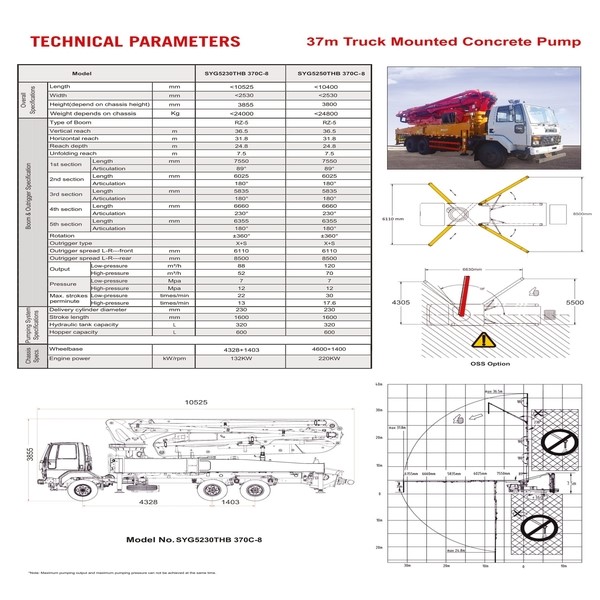 TECHNICAL PARAMETERS
37m Truck Mounted Concrete Pump
Model SYG5230THB 370C-8 SYG5250THB 370C-8
Overall Specifications
Length mm <10525 <10400
Width mm <2530 <2530
Height(depend on chassis height) mm 3855 3800
Weight depends on chassis Kg <24000 <24800
Boom & Outrigger Specification
Type of Boom RZ-5 RZ-5
Vertical reach m 36.5 36.5
Horizontal reach m 31.8 31.8
Reach depth m 24.8 24.8
Unfolding reach m 7.5 7.5
1st section Length mm 7550 7550
Articulation 89° 89°
2nd section Length mm 6025 6025
Articulation 180° 180°
3rd section Length mm 5835 5835
Articulation 180° 180°
4th section Length mm 6660 6660
Articulation 230° 230°
5th section Length mm 6355 6355
Articulation 180° 180°
Rotation ±360° ±360°
Outrigger type X+S X+S
Outrigger spread L-R—front mm 6110 6110
Outrigger spread L-R—rear mm 8500 8500
Output Low-pressure m³/h 88 120
High-pressure m³/h 52 70
Pressure Low-pressure Mpa 7 7
High-pressure Mpa 12 12
Max. strokes perminute Low-pressure times/min 22 30
High-pressure times/min 13 17.6
Pumping System Specifications
Delivery cylinder diameter mm 230 230
Stroke length mm 1600 1600
Hydraulic tank capacity L 320 320
Hopper capacity L 600 600
Chassis Specs.
Wheelbase 4328+1403 4600+1400
Engine power kW/rpm 132KW 220KW
6110 mm
8500mm
6630mm
4305
5500
OSS Option
10525
3855
4328
1403
Model No. SYG5230THB 370C-8
*Note: Maximum pumping output and maximum pumping pressure can not be achieved at the same time.